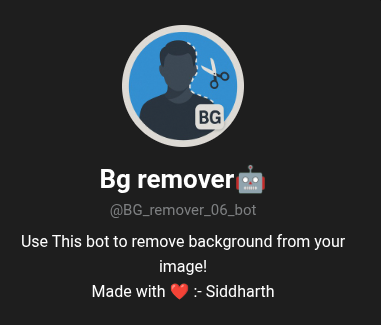 BG
Bg remover🤖
@BG_remover_06_bot
Use This bot to remove background from your
image!
Made with ❤️ :- Siddharth